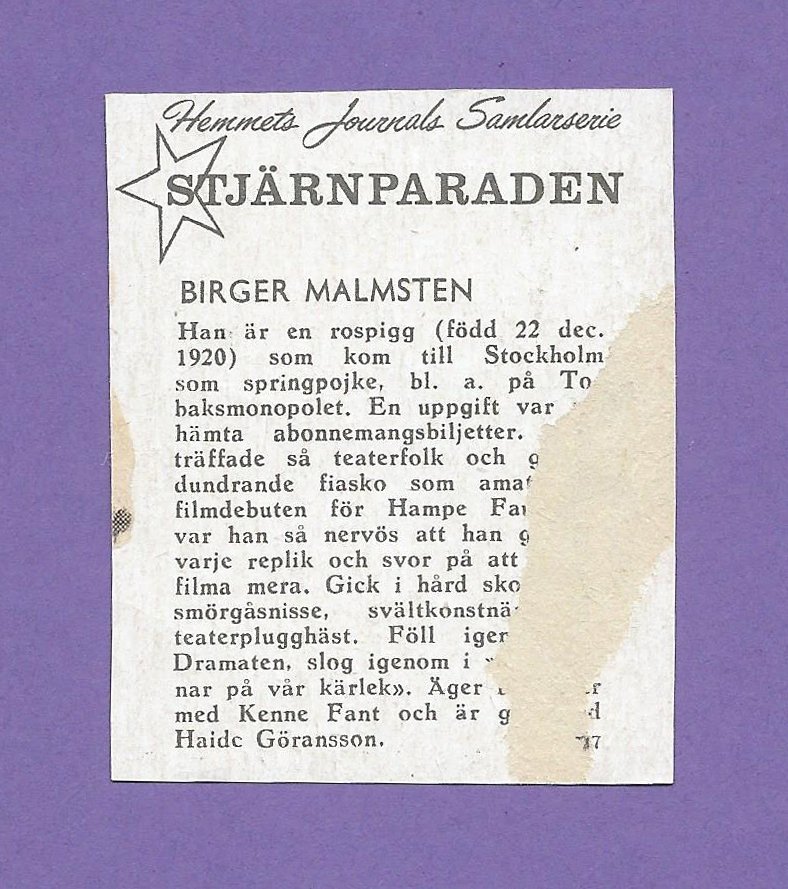 Hemmets Journals Samlarserie
STJÄRNPARADEN
BIRGER MALMSTEN
Han är en rospigg (född 22 dec.
1920) som kom till Stockholm
som springpojke, bl. a. på To
baksmonopolet. En uppgift var
hämta abonnemangsbiljetter.
träffade så teaterfolk och
dundrande fiasko som
filmdebuten för Hampe
var han så nervös att han
varje replik och svor på att
filma mera. Gick i hård
smörgåsnisse,
teaterplugghäst. Föll
Dramaten, slog igenom i
nar på vår kärlek». Äger
med Kenne Fant och är
Haide Göransson.